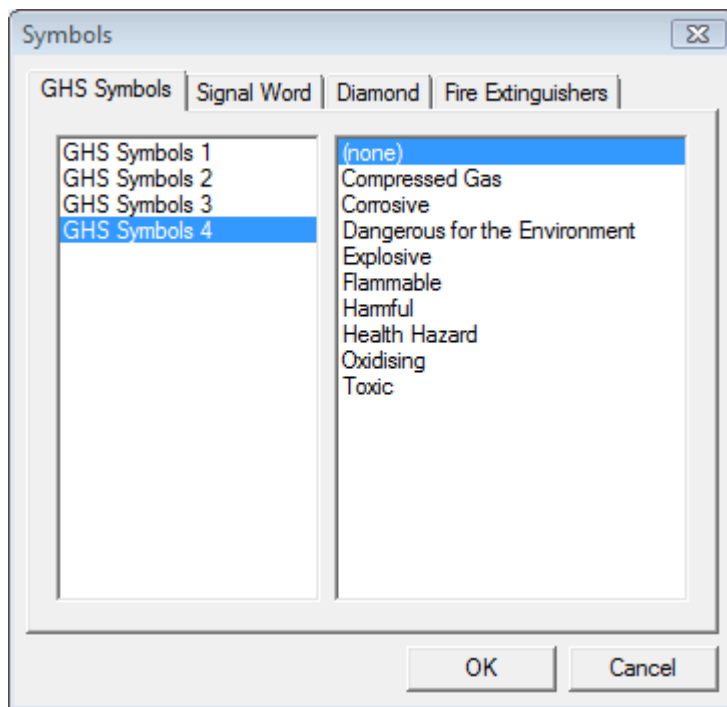 Symbols
GHS Symbols Signal Word Diamond Fire Extinguishers
GHS Symbols 1
GHS Symbols 2
GHS Symbols 3
GHS Symbols 4
(none)
Compressed Gas
Corrosive
Dangerous for the Environment
Explosive
Flammable
Harmful
Health Hazard
Oxidising
Toxic
OK Cancel